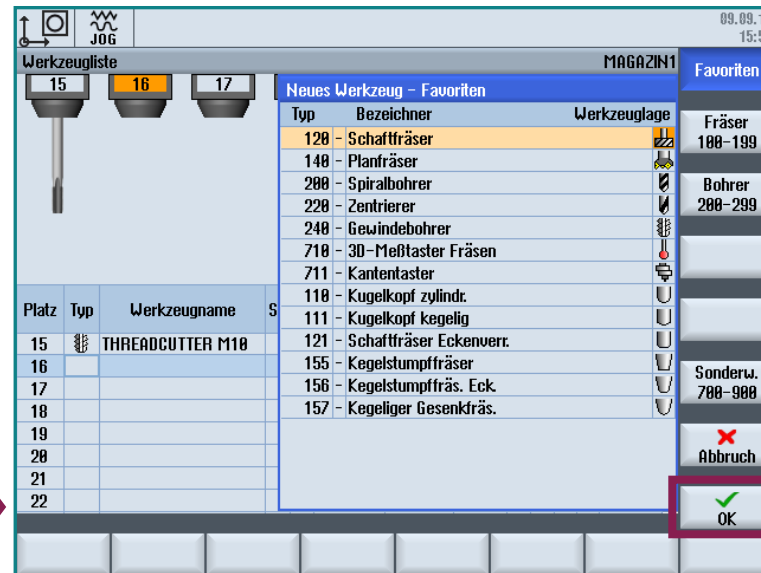 JOG
09.09.1
15:5
Werkzeugliste
MAGAZIN1
15
16
17
Neues Werkzeug - Favoriten
Typ Bezeichner Werkzeuglage
120 - Schaftfräser
140 - Planfräser
200 - Spiralbohrer
220 - Zentrierer
240 - Gewindebohrer
710 - 3D-Meßtaster Fräsen
711 - Kantentaster
110 - Kugelkopf zylindr.
111 - Kugelkopf kegelig
121 - Schaftfräser Eckenverr.
155 - Kegelstumpffräser
156 - Kegelstumpffräs. Eck.
157 - Kegeliger Gesenkfräs.
Platz Typ Werkzeugname S
15 THREADCUTTER M10
16
17
18
19
20
21
22
Favoriten
Fräser
100-199
Bohrer
200-299
Sonderw.
700-900
Abbruch
OK